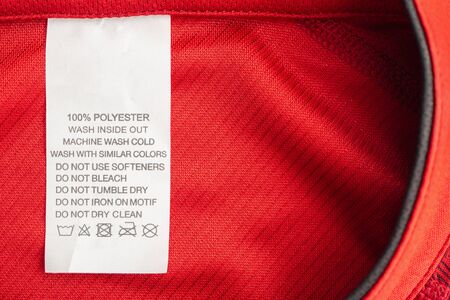 100% POLYESTER
WASH INSIDE OUT
MACHINE WASH COLD
WASH WITH SIMILAR COLORS
DO NOT USE SOFTENERS
DO NOT BLEACH
DO NOT TUMBLE DRY
DO NOT IRON ON MOTIF
DO NOT DRY CLEAN